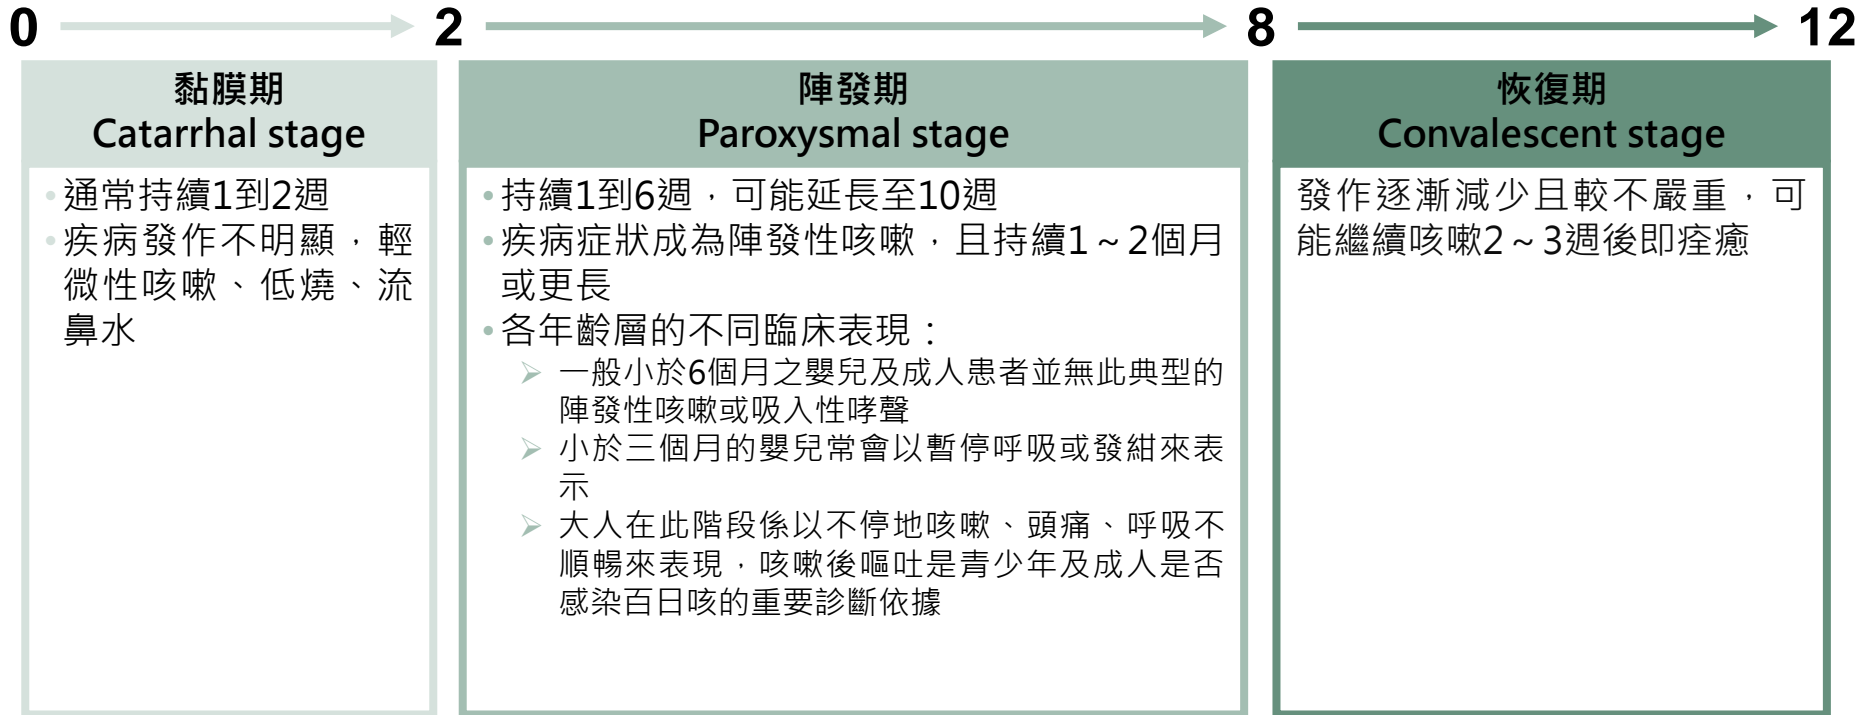 0 2 8 12
黏膜期
Catarrhal stage
•通常持續1到2週
•疾病發作不明顯，輕
微性咳嗽、低燒、流
鼻水
陣發期
Paroxysmal stage
•持續1到6週，可能延長至10週
•疾病症狀成為陣發性咳嗽，且持續1～2個月
或更長
•各年齡層的不同臨床表現：
➢ 一般小於6個月之嬰兒及成人患者並無此典型的
陣發性咳嗽或吸入性哮聲
➢ 小於三個月的嬰兒常會以暫停呼吸或發紺來表
示
➢ 大人在此階段係以不停地咳嗽、頭痛、呼吸不
順暢來表現，咳嗽後嘔吐是青少年及成人是否
感染百日咳的重要診斷依據
恢復期
Convalescent stage
發作逐漸減少且較不嚴重，可
能繼續咳嗽2～3週後即痊癒